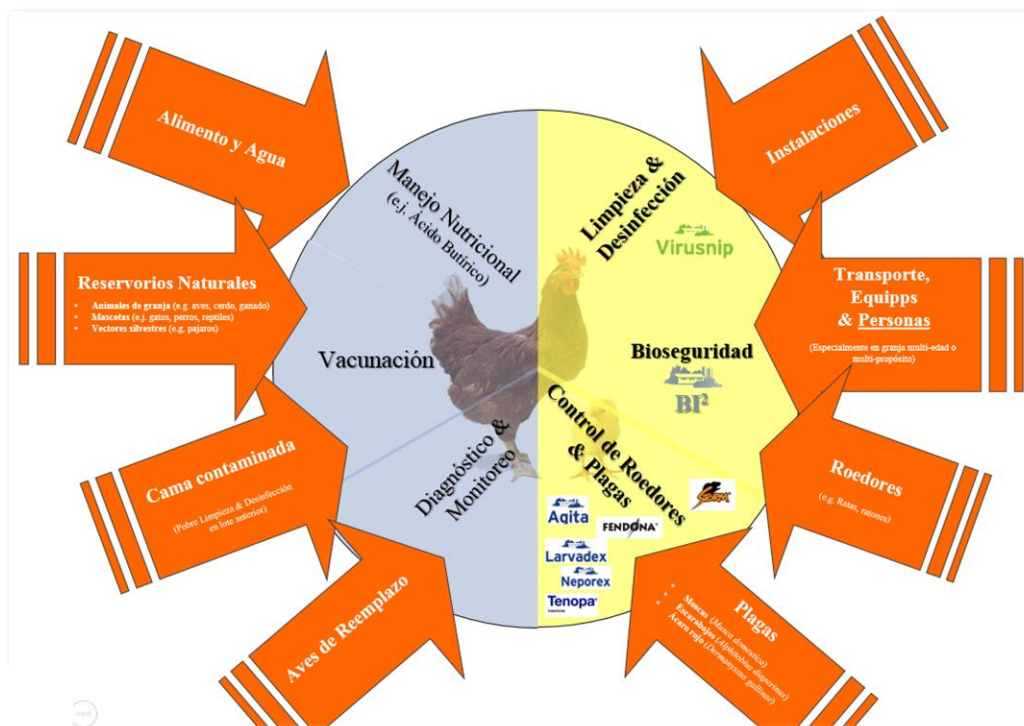 Alimento y Agua
Reservorios Naturales
• Animales de granja (e.g. aves, cerdo, ganado)
• Mascotas (e.j. gatos, perros, reptiles)
• Vectores silvestres (e.g. pajaros)
Cama contaminada
(Pobre Limpieza & Desinfección
en lote anterior)
Aves de Reemplazo
Manejo Nutricional
(e.j. Ácido Butírico)
Vacunación
Diagnóstico &
Monitoreo
Limpieza &
Desinfección
Virusnip
Bioseguridad
BI²
Control de Roedores
& Plagas
STORM
Agita
FENDONA®
Larvadex
Neporex
Tenopa®
Instalaciones
Transporte,
Equipps
& Personas
(Especialmente en granja multi-edad o
multi-propósito)
Roedores
(e.g. Ratas, ratones)
Plagas
• Moscas (Musca domestica)
• Escarabajos (Alphitobius diaperinus)
• Ácaro rojo (Dermanyssus gallinae)